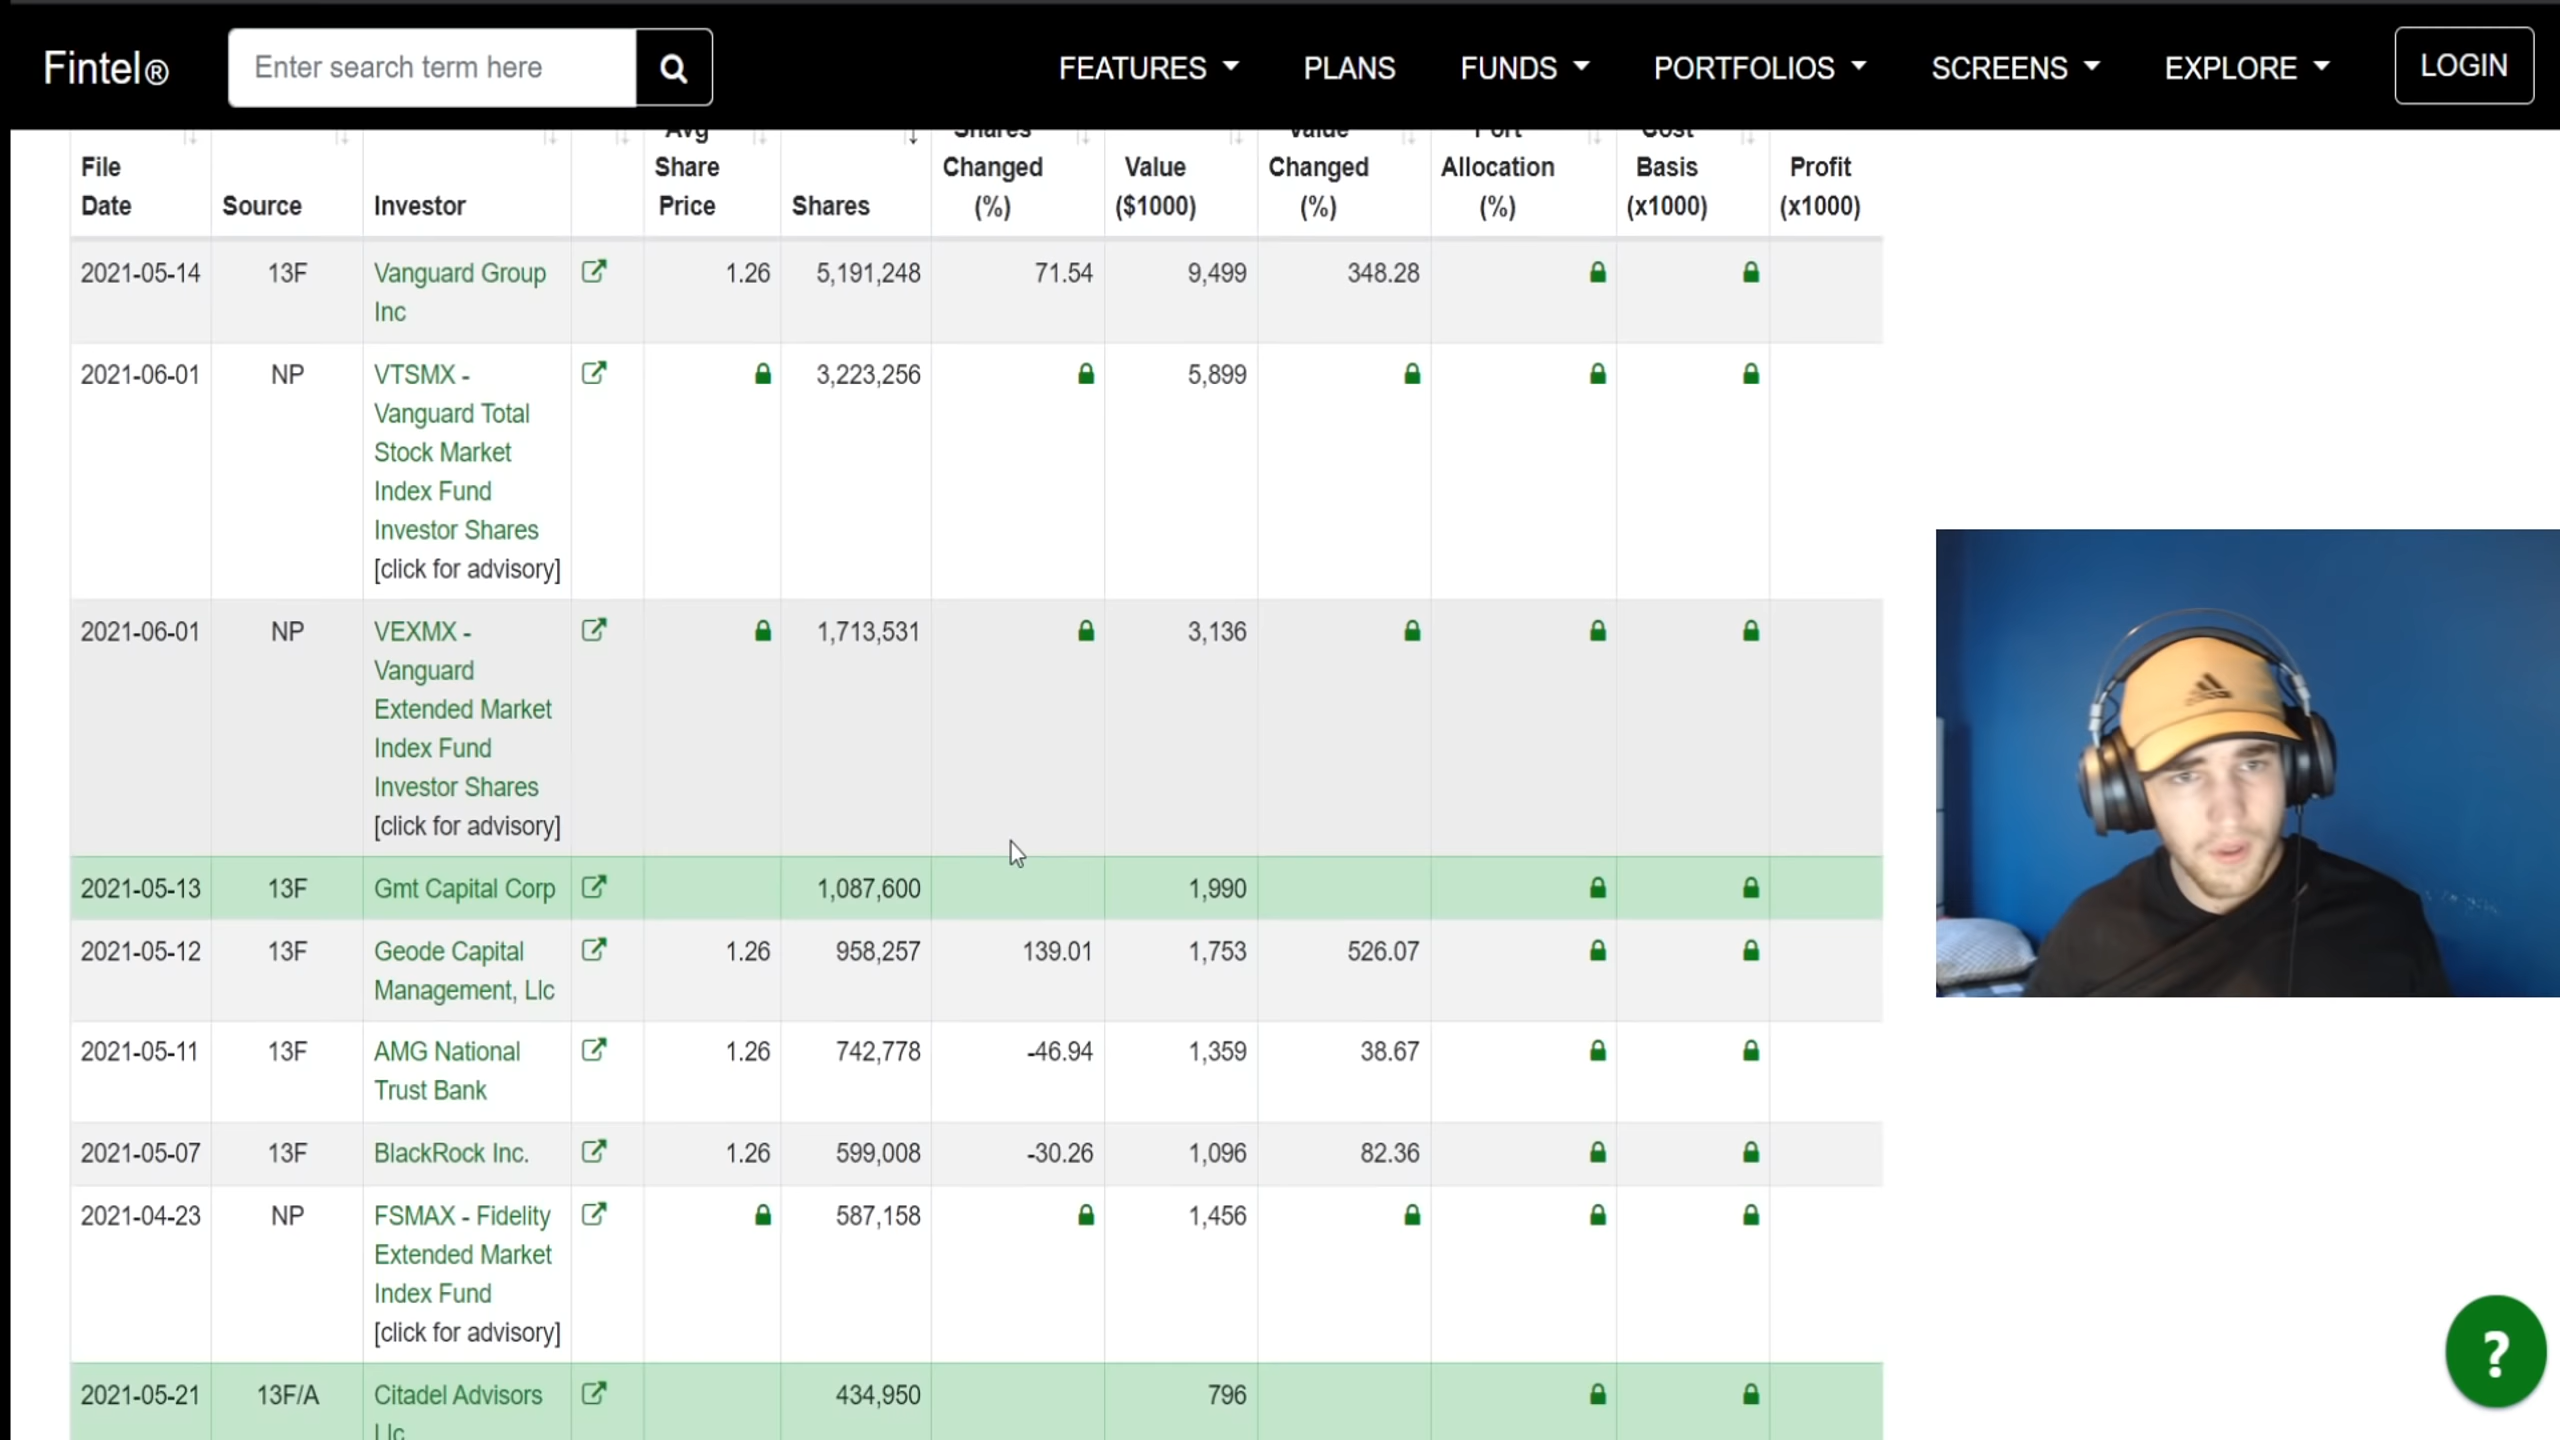 Fintel®
Enter search term here
FEATURES PLANS FUNDS PORTFOLIOS SCREENS EXPLORE LOGIN
File Date
Source
Investor
Avg Share Price
Shares
Shares Changed (%)
Value ($1000)
Value Changed (%)
Port Allocation (%)
Cost Basis (x1000)
Profit (x1000)
2021-05-14 13F Vanguard Group 1.26 5,191,248 71.54 9,499 348.28
Inc
2021-06-01 NP VTSMX - 3,223,256 5,899
Vanguard Total
Stock Market
Index Fund
Investor Shares
[click for advisory]
2021-06-01 NP VEXMX - 1,713,531 3,136
Vanguard
Extended Market
Index Fund
Investor Shares
[click for advisory]
2021-05-13 13F Gmt Capital Corp 1,087,600 1,990
2021-05-12 13F Geode Capital 1.26 958,257 139.01 1,753 526.07
Management, Llc
2021-05-11 13F AMG National 1.26 742,778 -46.94 1,359 38.67
Trust Bank
2021-05-07 13F BlackRock Inc. 1.26 599,008 -30.26 1,096 82.36
2021-04-23 NP FSMAX - Fidelity 587,158 1,456
Extended Market
Index Fund
[click for advisory]
2021-05-21 13F/A Citadel Advisors 434,950 796
Llc
?